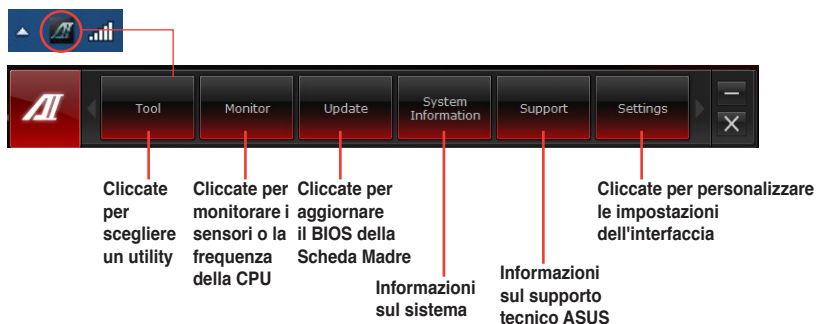 Tool
Monitor
Update
System
Information
Support
Settings
Cliccate
per
scegliere
un utility
Cliccate per
monitorare i
sensori o la
frequenza
della CPU
Cliccate per
aggiornare
il BIOS della
Scheda Madre
Informazioni
sul sistema
Informazioni
sul supporto
tecnico ASUS
Cliccate per personalizzare
le impostazioni
dell'interfaccia